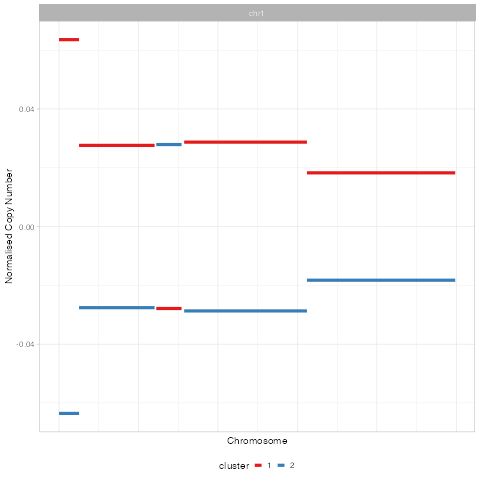 chr1
0.04
0.00
-0.04
Normalised Copy Number
Chromosome
cluster 1 2